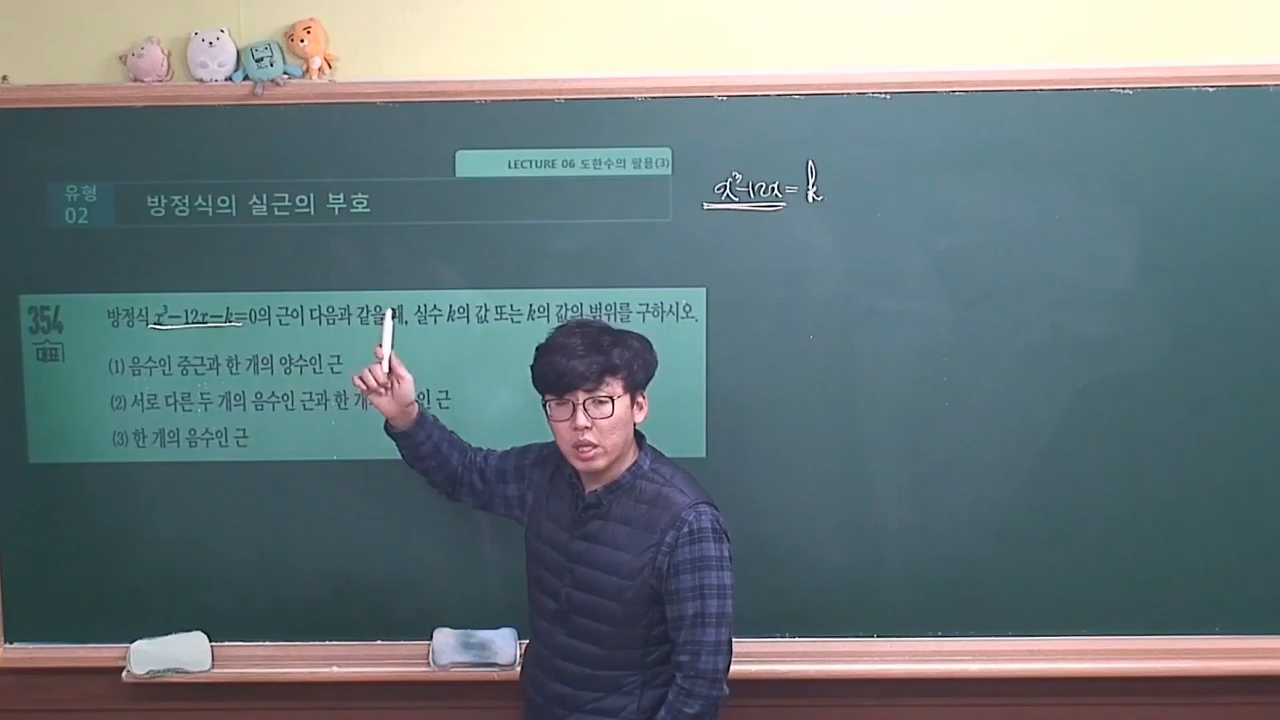 LECTURE 06 도함수의 활용(3)
유형 02 방정식의 실근의 부호
x³-12x=k
354 방정식 x³-12x-k=0의 근이 다음과 같을 때, 실수 k의 값 또는 k의 값의 범위를 구하시오.
대표
(1) 음수인 중근과 한 개의 양수인 근
(2) 서로 다른 두 개의 음수인 근과 한 개 인 근
(3) 한 개의 음수인 근